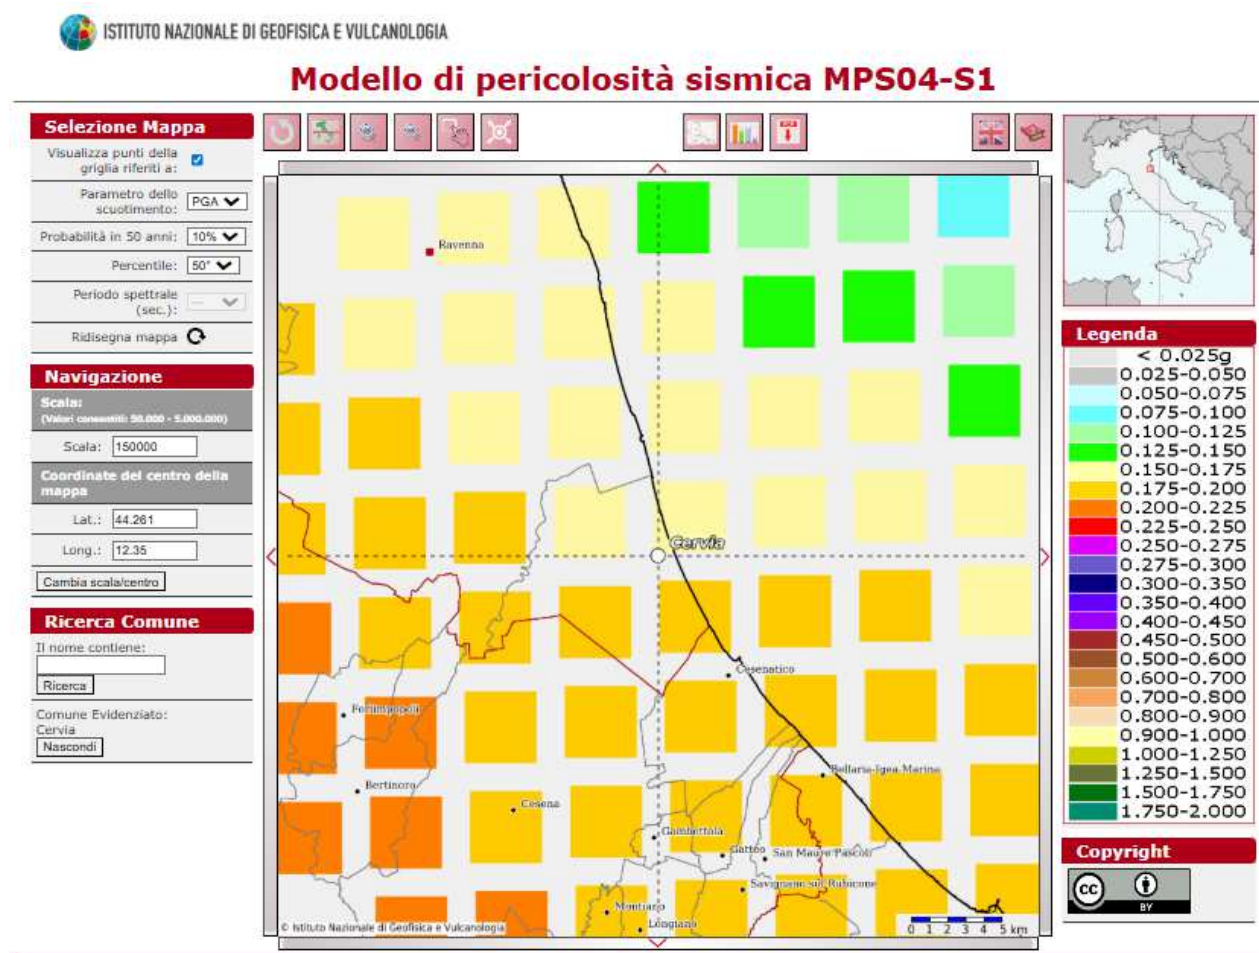 ISTITUTO NAZIONALE DI GEOFISICA E VULCANOLOGIA
Modello di pericolosità sismica MPS04-S1
Selezione Mappa
Visualizza punti della
griglia riferiti a:
Parametro dello
scuotimento:
PGA
Probabilità in 50 anni:
10%
Percentile:
50°
Periodo spettrale
(sec.):
---
Ridisegna mappa
Navigazione
Scala:
(Valori consentiti: 50.000 - 5.000.000)
Scala:
150000
Coordinate del centro della
mappa
Lat.:
44.261
Long.:
12.35
Cambia scala/centro
Ricerca Comune
Il nome contiene:
Ricerca
Comune Evidenziato:
Cervia
Nascondi
Ravenna
Cervia
Cesenatico
Forlimpopoli
Bertinoro
Bellaria-Igea Marina
Cesena
Gambettola
Gatteo
San Mauro Pascoli
Savignano sul Rubicone
Montiano
Longiano
© Istituto Nazionale di Geofisica e Vulcanologia
0 1 2 3 4 5 km
Legenda
< 0.025g
0.025-0.050
0.050-0.075
0.075-0.100
0.100-0.125
0.125-0.150
0.150-0.175
0.175-0.200
0.200-0.225
0.225-0.250
0.250-0.275
0.275-0.300
0.300-0.350
0.350-0.400
0.400-0.450
0.450-0.500
0.500-0.600
0.600-0.700
0.700-0.800
0.800-0.900
0.900-1.000
1.000-1.250
1.250-1.500
1.500-1.750
1.750-2.000
Copyright
cc
BY